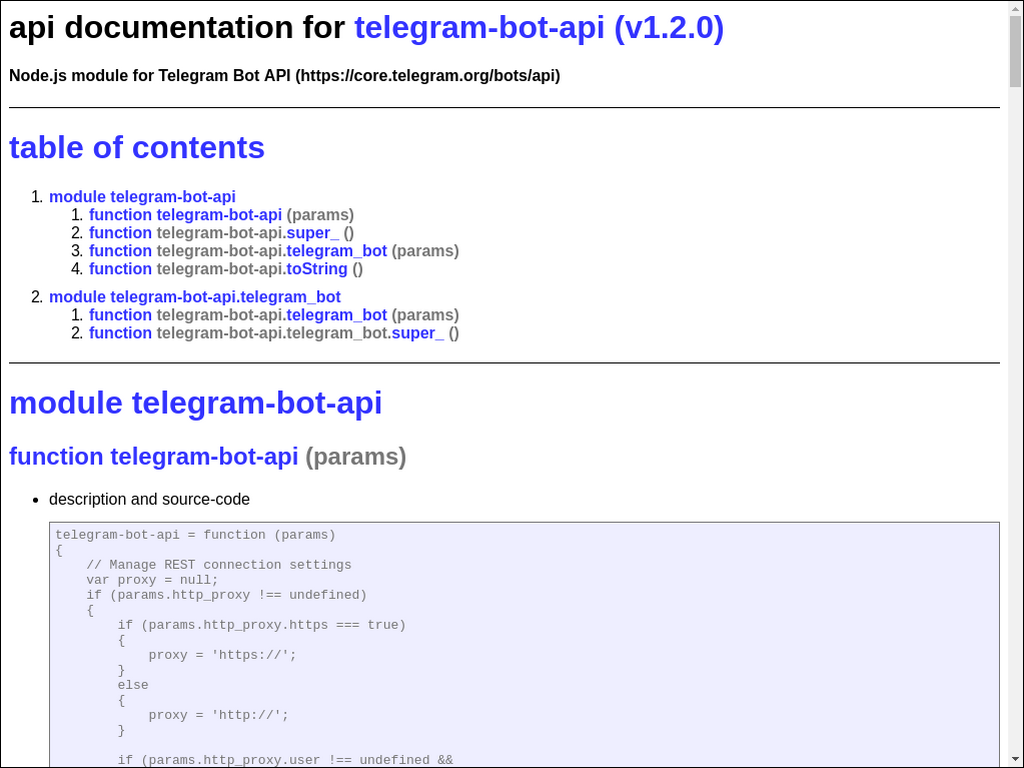 api documentation for telegram-bot-api (v1.2.0)
Node.js module for Telegram Bot API (https://core.telegram.org/bots/api)
table of contents
1. module telegram-bot-api
1. function telegram-bot-api (params)
2. function telegram-bot-api.super_ ()
3. function telegram-bot-api.telegram_bot (params)
4. function telegram-bot-api.toString ()
2. module telegram-bot-api.telegram_bot
1. function telegram-bot-api.telegram_bot (params)
2. function telegram-bot-api.telegram_bot.super_ ()
module telegram-bot-api
function telegram-bot-api (params)
• description and source-code
telegram-bot-api = function (params)
{
    // Manage REST connection settings
    var proxy = null;
    if (params.http_proxy !== undefined)
    {
        if (params.http_proxy.https === true)
        {
            proxy = 'https://';
        }
        else
        {
            proxy = 'http://';
        }
        if (params.http_proxy.user !== undefined &&